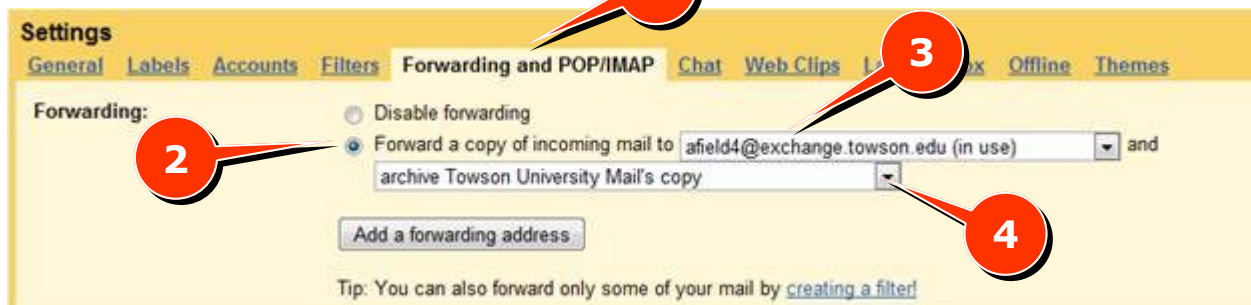 Settings
General Labels Accounts Filters Forwarding and POP/IMAP Chat Web Clips Offline Themes
3
Forwarding:
Disable forwarding
Forward a copy of incoming mail to afield4@exchange.towson.edu (in use) and
2
archive Towson University Mail's copy
4
Add a forwarding address
Tip: You can also forward only some of your mail by creating a filter!